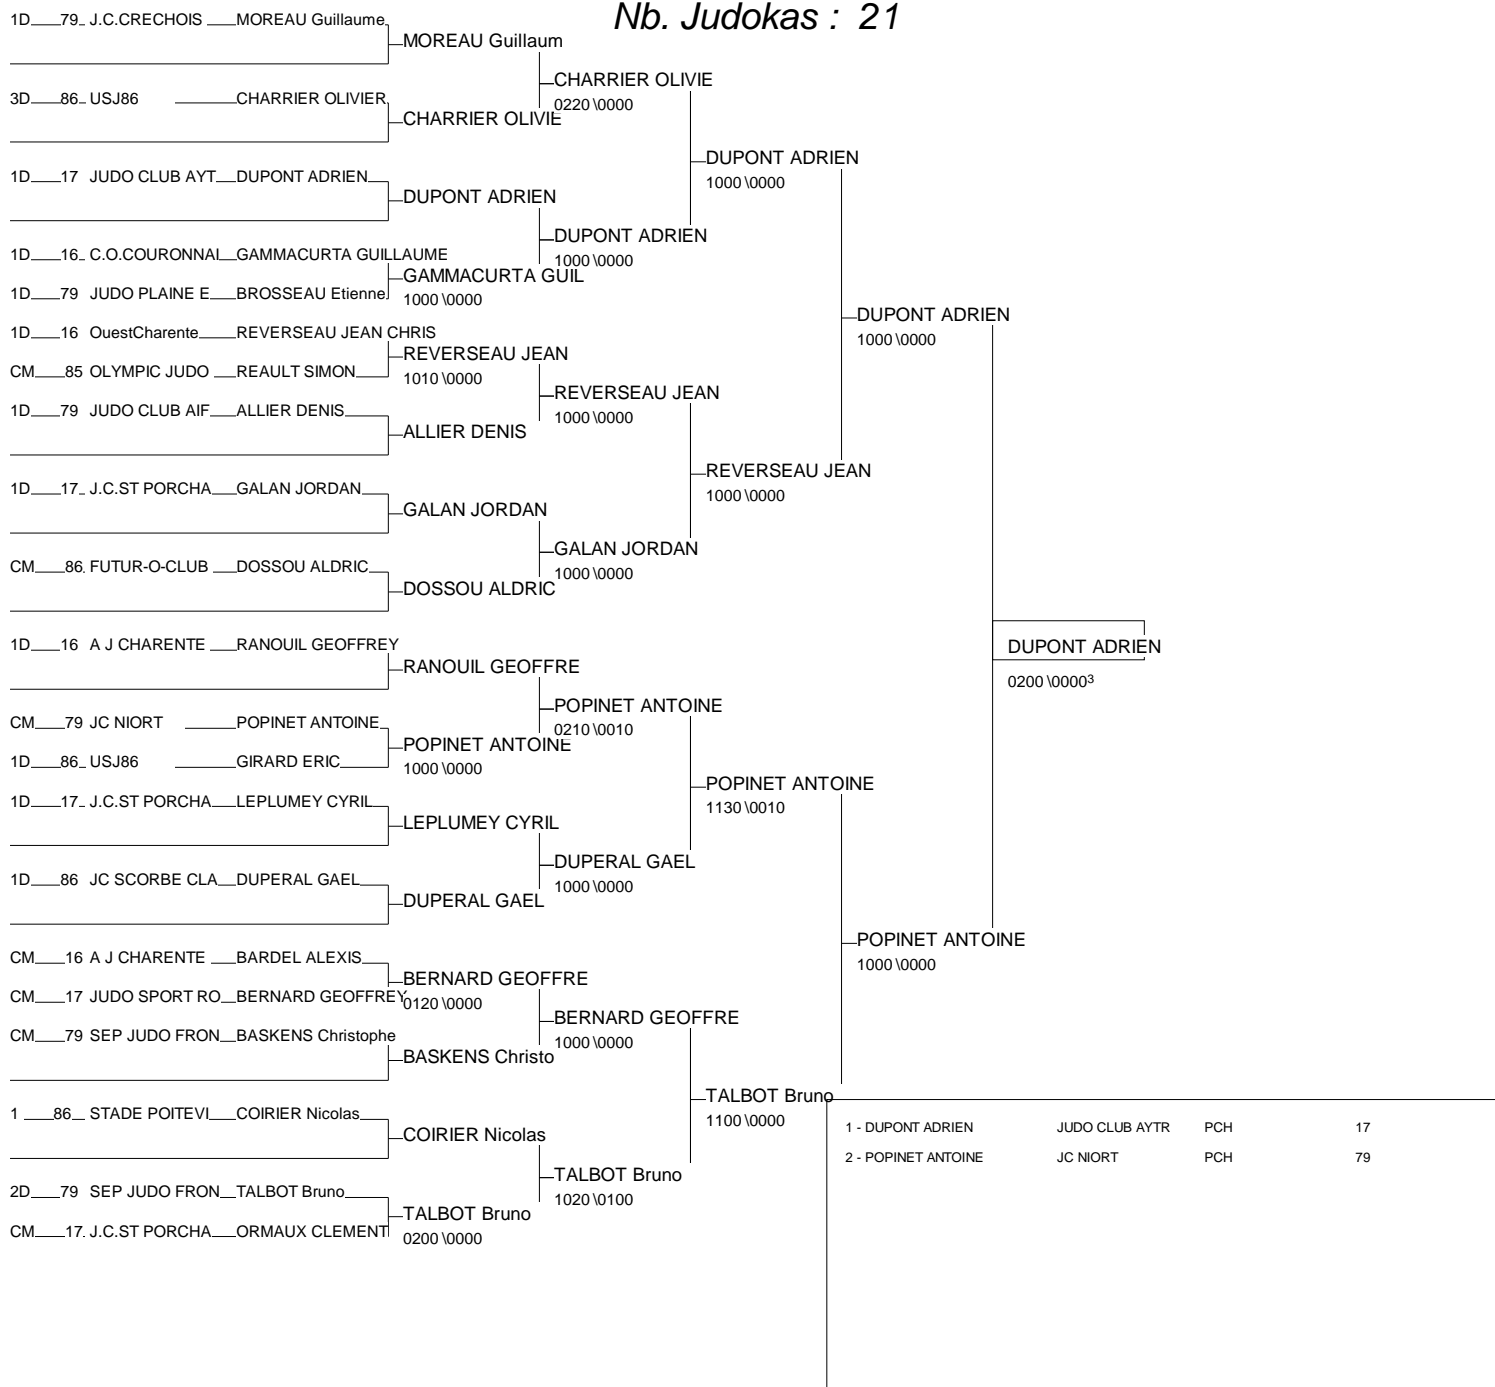 Nb. Judokas : 21
1D 79 J.C.CRECHOIS MOREAU Guillaume
MOREAU Guillaum
CHARRIER OLIVIE
0220 \0000
3D 86 USJ86 CHARRIER OLIVIER
CHARRIER OLIVIE
DUPONT ADRIEN
1000 \0000
1D 17 JUDO CLUB AYT DUPONT ADRIEN
DUPONT ADRIEN
DUPONT ADRIEN
1000 \0000
1D 16 C.O.COURONNAI GAMMACURTA GUILLAUME
GAMMACURTA GUIL
1000 \0000
1D 79 JUDO PLAINE E BROSSEAU Etienne
DUPONT ADRIEN
1000 \0000
1D 16 OuestCharente REVERSEAU JEAN CHRIS
REVERSEAU JEAN
1010 \0000
CM 85 OLYMPIC JUDO REAULT SIMON
REVERSEAU JEAN
1000 \0000
1D 79 JUDO CLUB AIF ALLIER DENIS
ALLIER DENIS
REVERSEAU JEAN
1000 \0000
1D 17 J.C.ST PORCHA GALAN JORDAN
GALAN JORDAN
GALAN JORDAN
1000 \0000
CM 86 FUTUR-O-CLUB DOSSOU ALDRIC
DOSSOU ALDRIC
DUPONT ADRIEN
0200 \0000³
1D 16 A J CHARENTE RANOUIL GEOFFREY
RANOUIL GEOFFRE
POPINET ANTOINE
0210 \0010
CM 79 JC NIORT POPINET ANTOINE
POPINET ANTOINE
1000 \0000
1D 86 USJ86 GIRARD ERIC
POPINET ANTOINE
1130 \0010
1D 17 J.C.ST PORCHA LEPLUMEY CYRIL
LEPLUMEY CYRIL
DUPERAL GAEL
1000 \0000
1D 86 JC SCORBE CLA DUPERAL GAEL
DUPERAL GAEL
POPINET ANTOINE
1000 \0000
CM 16 A J CHARENTE BARDEL ALEXIS
BERNARD GEOFFRE
0120 \0000
CM 17 JUDO SPORT RO BERNARD GEOFFREY
BERNARD GEOFFRE
1000 \0000
CM 79 SEP JUDO FRON BASKENS Christophe
BASKENS Christo
TALBOT Bruno
1100 \0000
1 86 STADE POITEVI COIRIER Nicolas
COIRIER Nicolas
TALBOT Bruno
1020 \0100
2D 79 SEP JUDO FRON TALBOT Bruno
TALBOT Bruno
0200 \0000
CM 17 J.C.ST PORCHA ORMAUX CLEMENT
1 - DUPONT ADRIEN JUDO CLUB AYTR PCH 17
2 - POPINET ANTOINE JC NIORT PCH 79